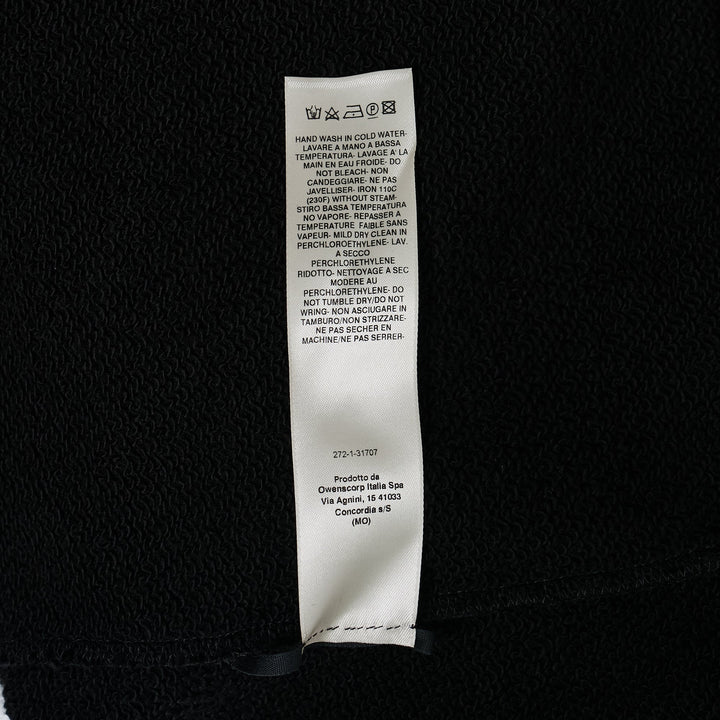 HAND WASH IN COLD WATER-
LAVARE A MANO A BASSA
TEMPERATURA- LAVAGE A LA
MAIN EN EAU FROIDE- DO
NOT BLEACH- NON
CANDEGGIARE- NE PAS
JAVELLISER- IRON 110C
(230F) WITHOUT STEAM-
STIRO BASSA TEMPERATURA
NO VAPORE- REPASSER A
TEMPERATURE FAIBLE SANS
VAPEUR- MILD DRY CLEAN IN
PERCHLOROETHYLENE- LAV.
A SECCO
PERCHLORETHYLENE
RIDOTTO- NETTOYAGE A SEC
MODERE AU
PERCHLORETHYLENE- DO
NOT TUMBLE DRY/DO NOT
WRING- NON ASCIUGARE IN
TAMBURO/NON STRIZZARE-
NE PAS SECHER EN
MACHINE/NE PAS SERRER-
272-1-31707
Prodotto da
Owenscorp Italia Spa
Via Agnini, 15 41033
Concordia s/S
(MO)